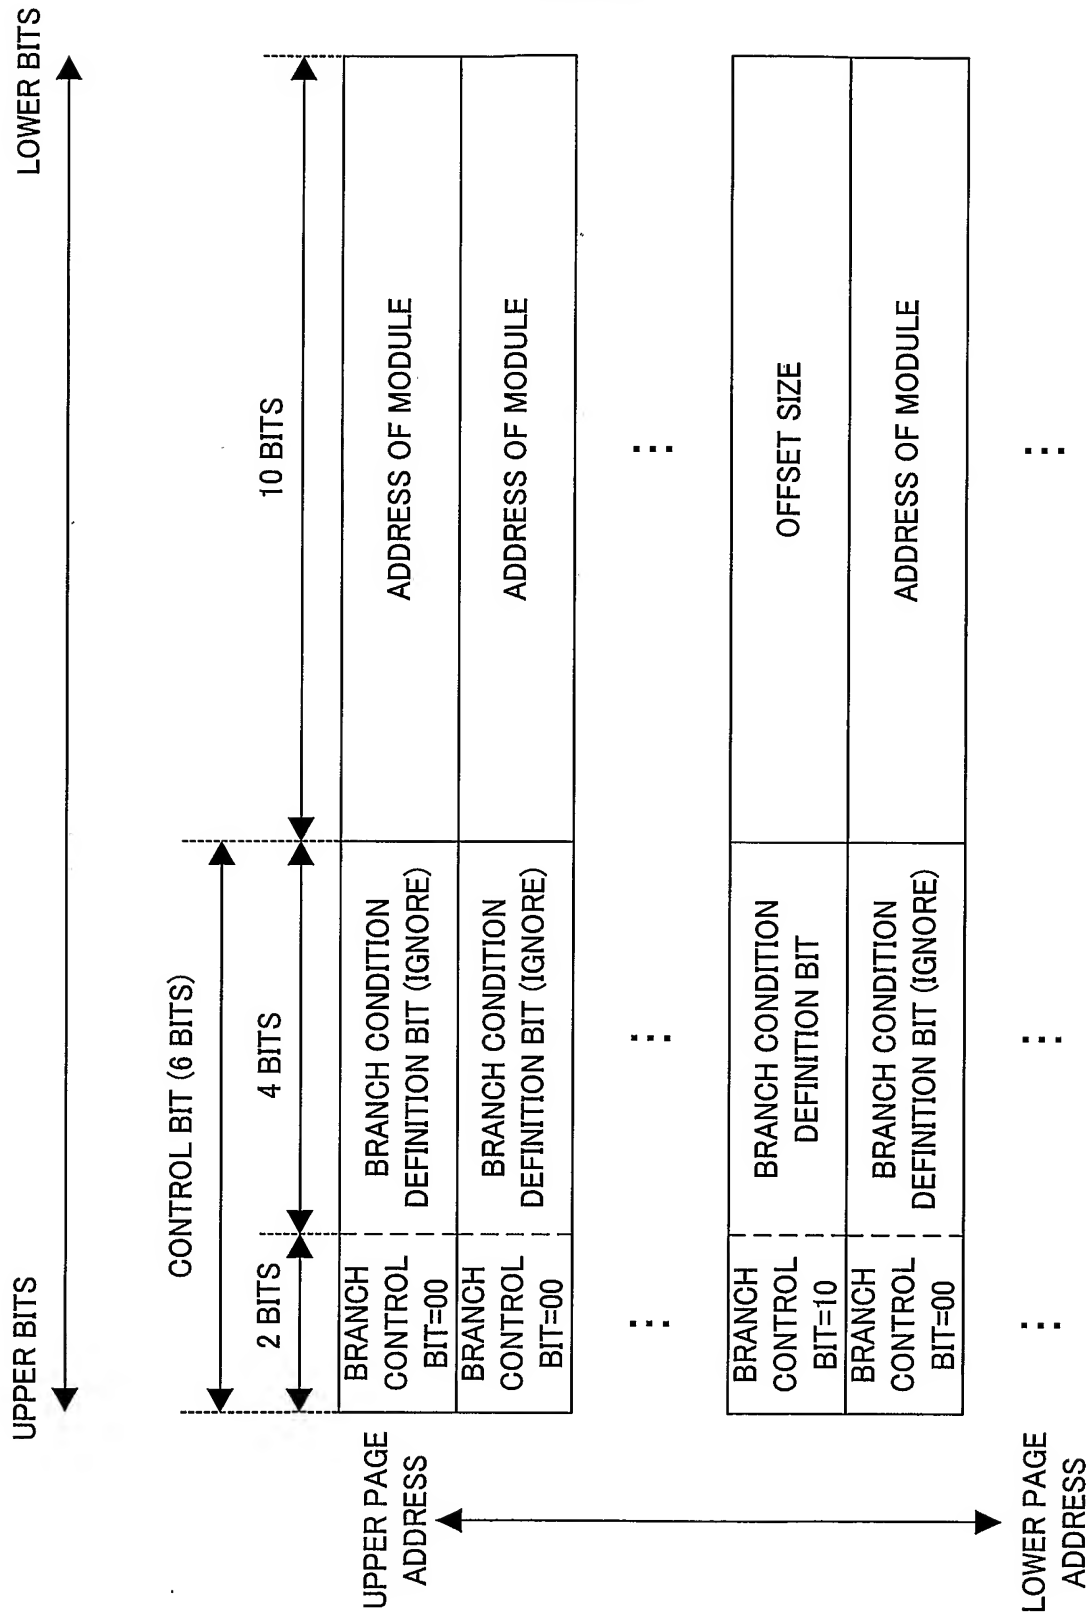 UPPER BITS
LOWER BITS
CONTROL BIT (6 BITS)
2 BITS
4 BITS
10 BITS
UPPER PAGE
ADDRESS
BRANCH
CONTROL
BIT=00
BRANCH CONDITION
DEFINITION BIT (IGNORE)
ADDRESS OF MODULE
BRANCH
CONTROL
BIT=00
BRANCH CONDITION
DEFINITION BIT (IGNORE)
ADDRESS OF MODULE
...
...
...
BRANCH
CONTROL
BIT=10
BRANCH CONDITION
DEFINITION BIT
OFFSET SIZE
BRANCH
CONTROL
BIT=00
BRANCH CONDITION
DEFINITION BIT (IGNORE)
ADDRESS OF MODULE
LOWER PAGE
ADDRESS
...
...
...